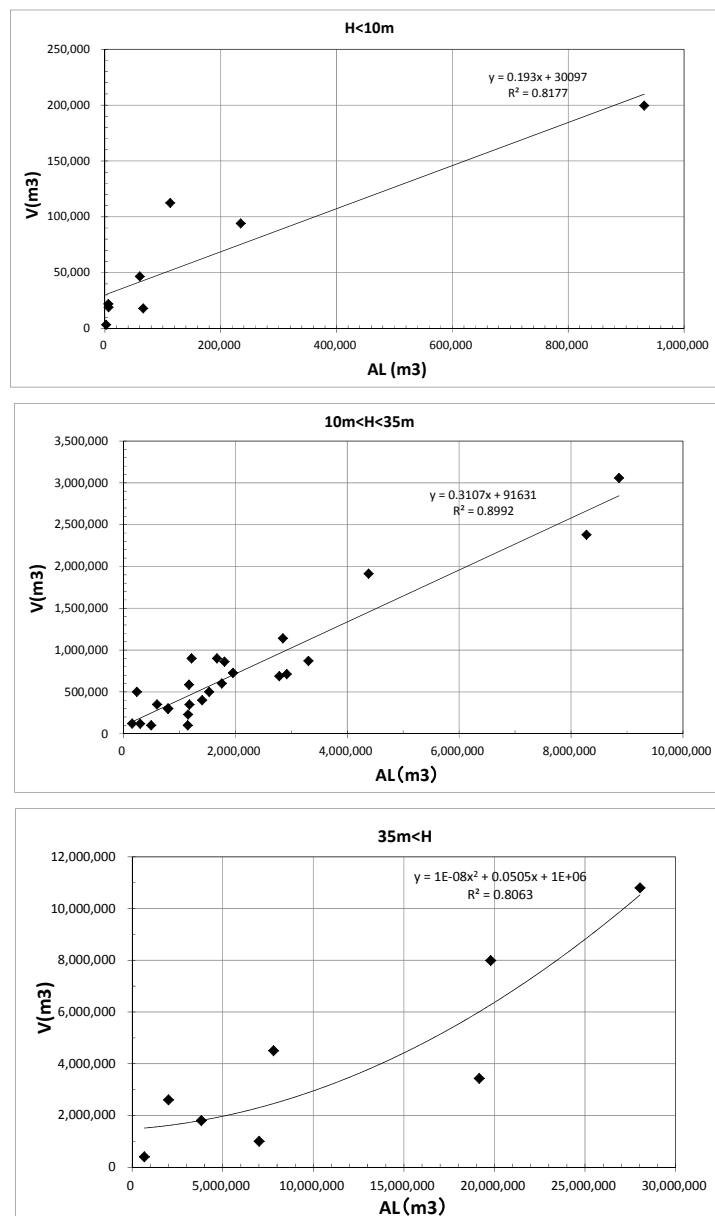 H<10m
250,000
y = 0.193x + 30097
R² = 0.8177
200,000
150,000
V(m3)
100,000
50,000
0
0 200,000 400,000 600,000 800,000 1,000,000
AL (m3)
10m<H<35m
3,500,000
3,000,000
y = 0.3107x + 91631
R² = 0.8992
2,500,000
2,000,000
V(m3)
1,500,000
1,000,000
500,000
0
0 2,000,000 4,000,000 6,000,000 8,000,000 10,000,000
AL(m3)
35m<H
12,000,000
y = 1E-08x² + 0.0505x + 1E+06
R² = 0.8063
10,000,000
8,000,000
V(m3)
6,000,000
4,000,000
2,000,000
0
0 5,000,000 10,000,000 15,000,000 20,000,000 25,000,000 30,000,000
AL(m3)